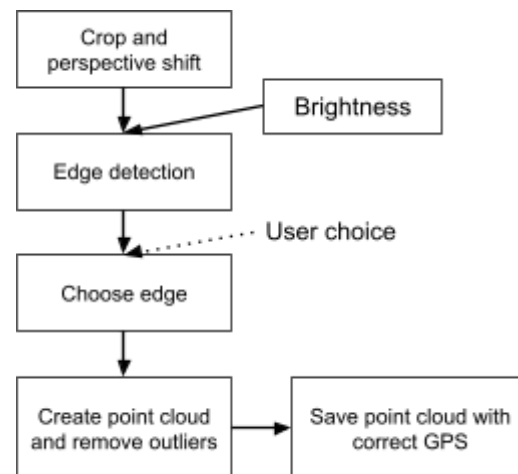 Crop and
perspective shift
Brightness
Edge detection
User choice
Choose edge
Create point cloud
and remove outliers
Save point cloud with
correct GPS